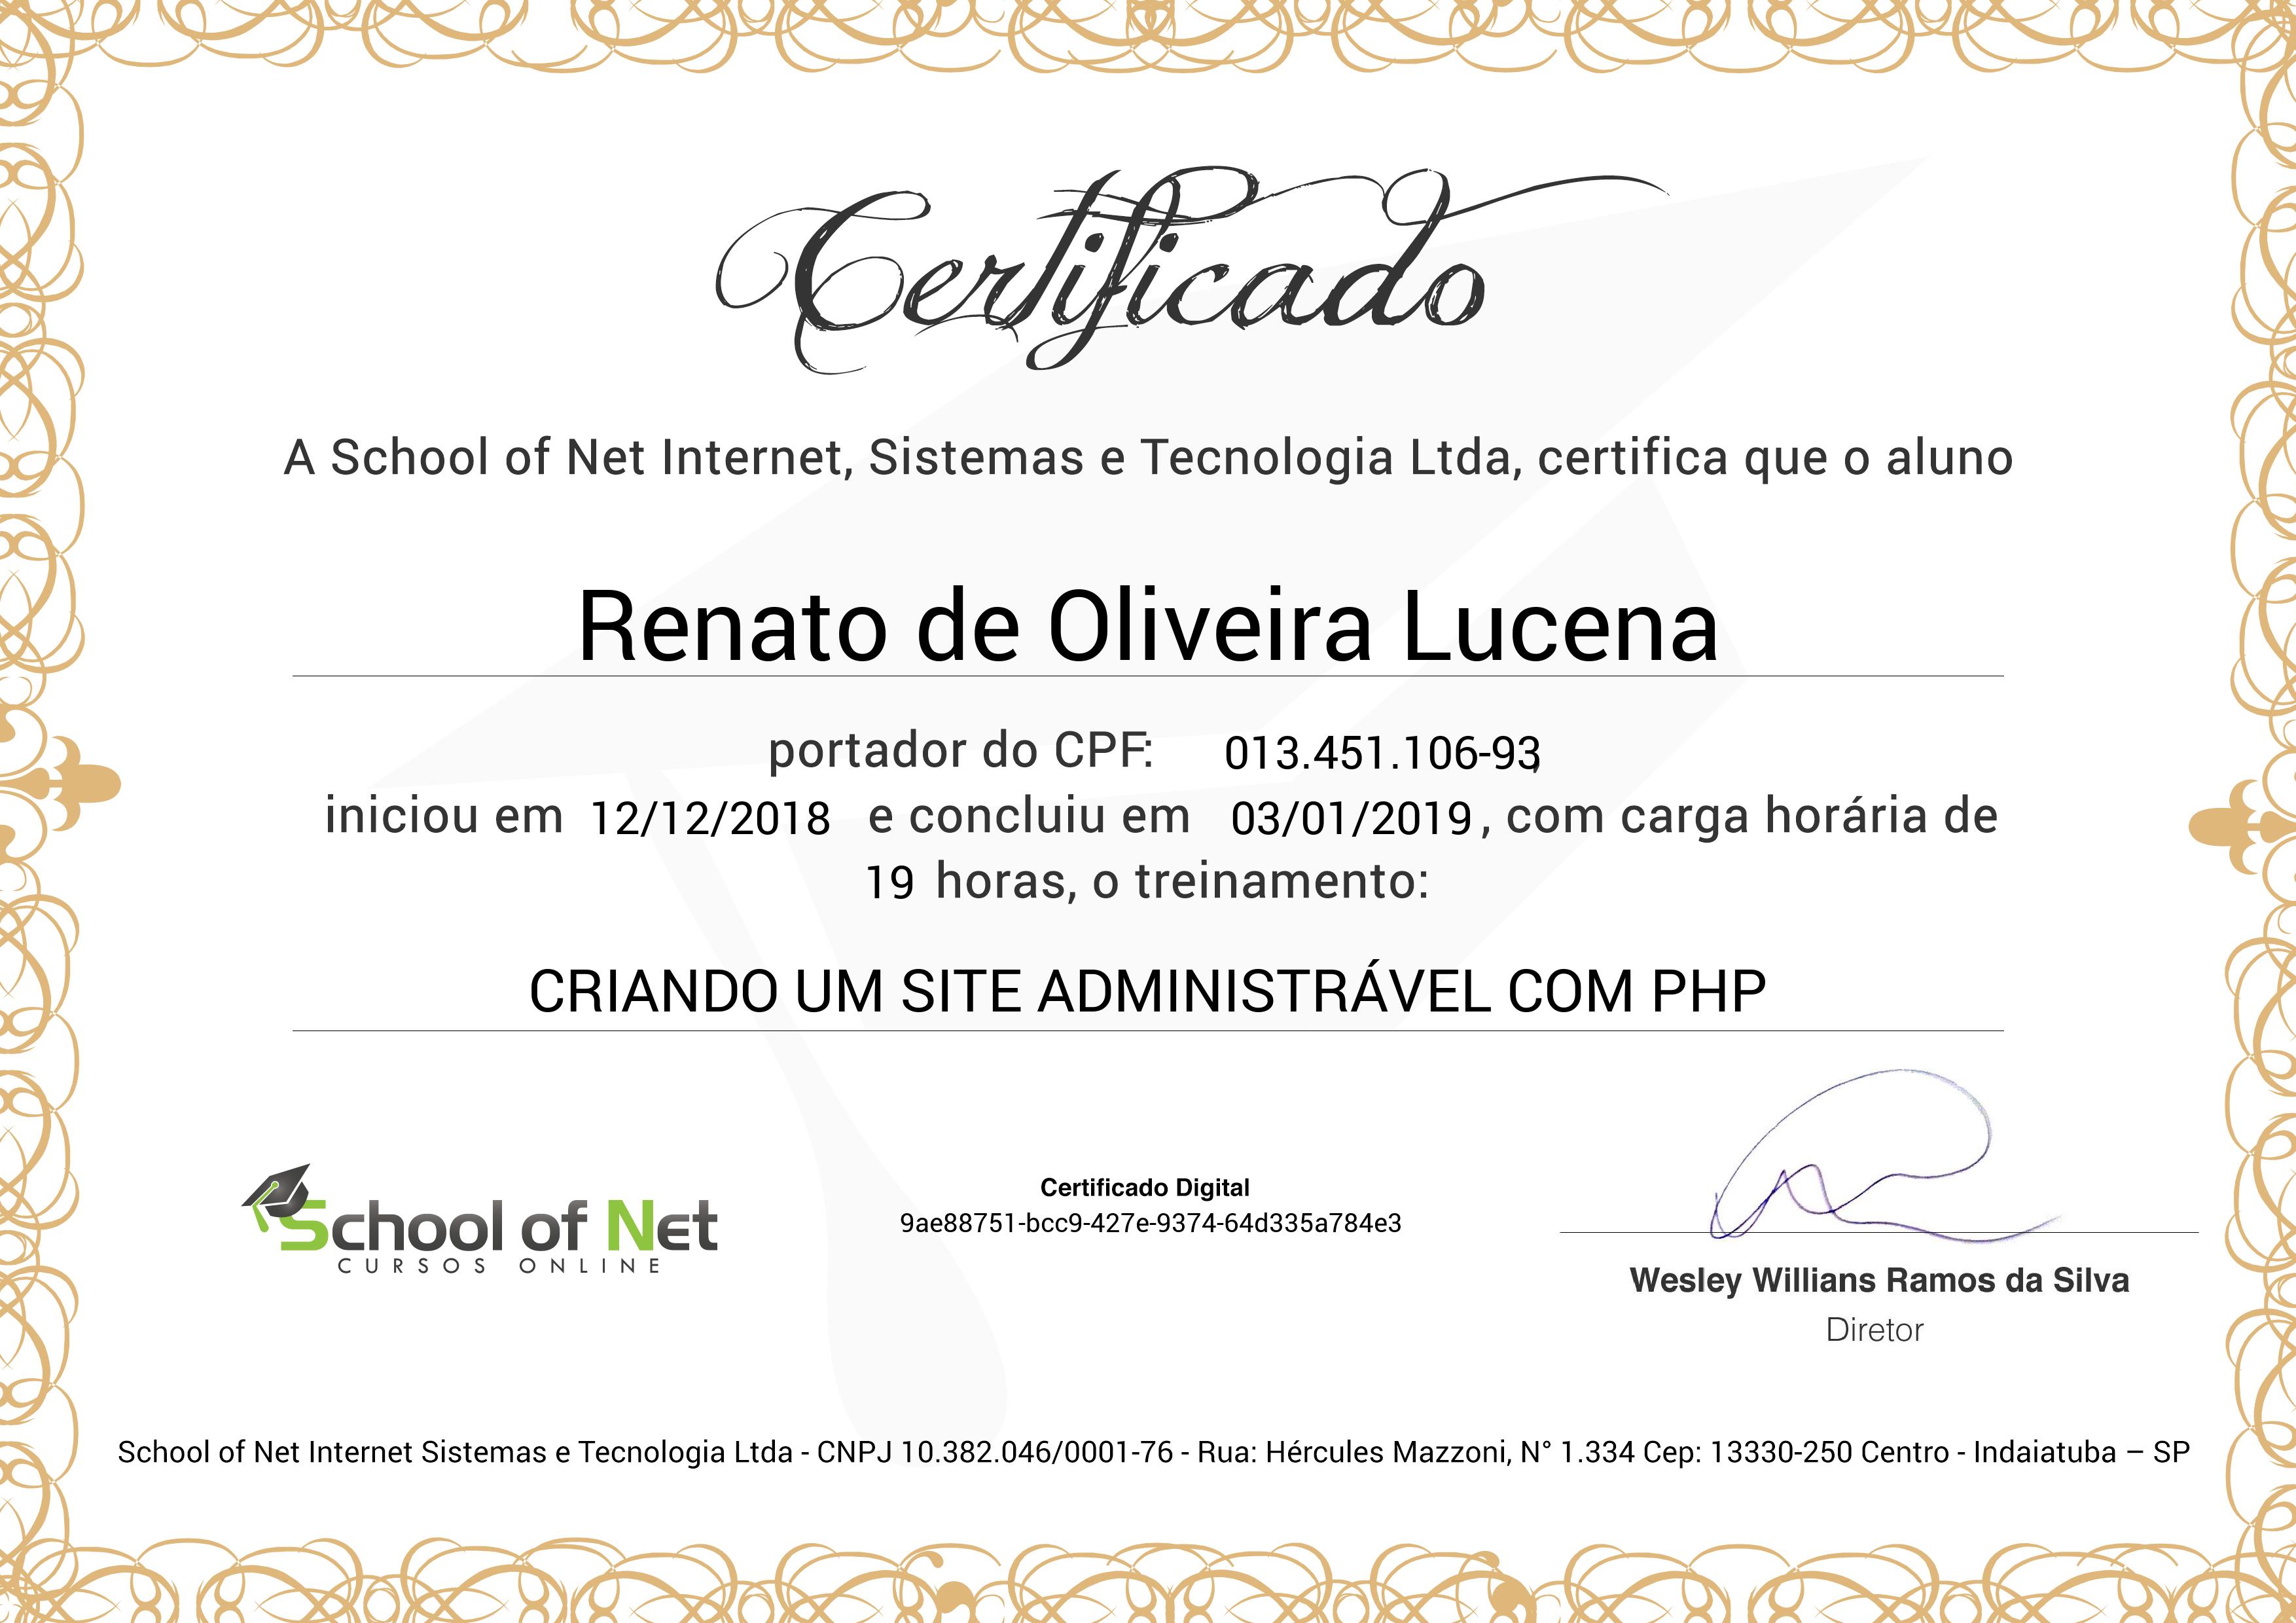 Certificado
A School of Net Internet, Sistemas e Tecnologia Ltda, certifica que o aluno
Renato de Oliveira Lucena
portador do CPF: 013.451.106-93,
iniciou em 12/12/2018 e concluiu em 03/01/2019, com carga horária de
19 horas, o treinamento:
CRIANDO UM SITE ADMINISTRÁVEL COM PHP
School of Net
CURSOS ONLINE
Certificado Digital
9ae88751-bcc9-427e-9374-64d335a784e3
Wesley Willians Ramos da Silva
Diretor
School of Net Internet Sistemas e Tecnologia Ltda - CNPJ 10.382.046/0001-76 - Rua: Hércules Mazzoni, N° 1.334 Cep: 13330-250 Centro - Indaiatuba – SP